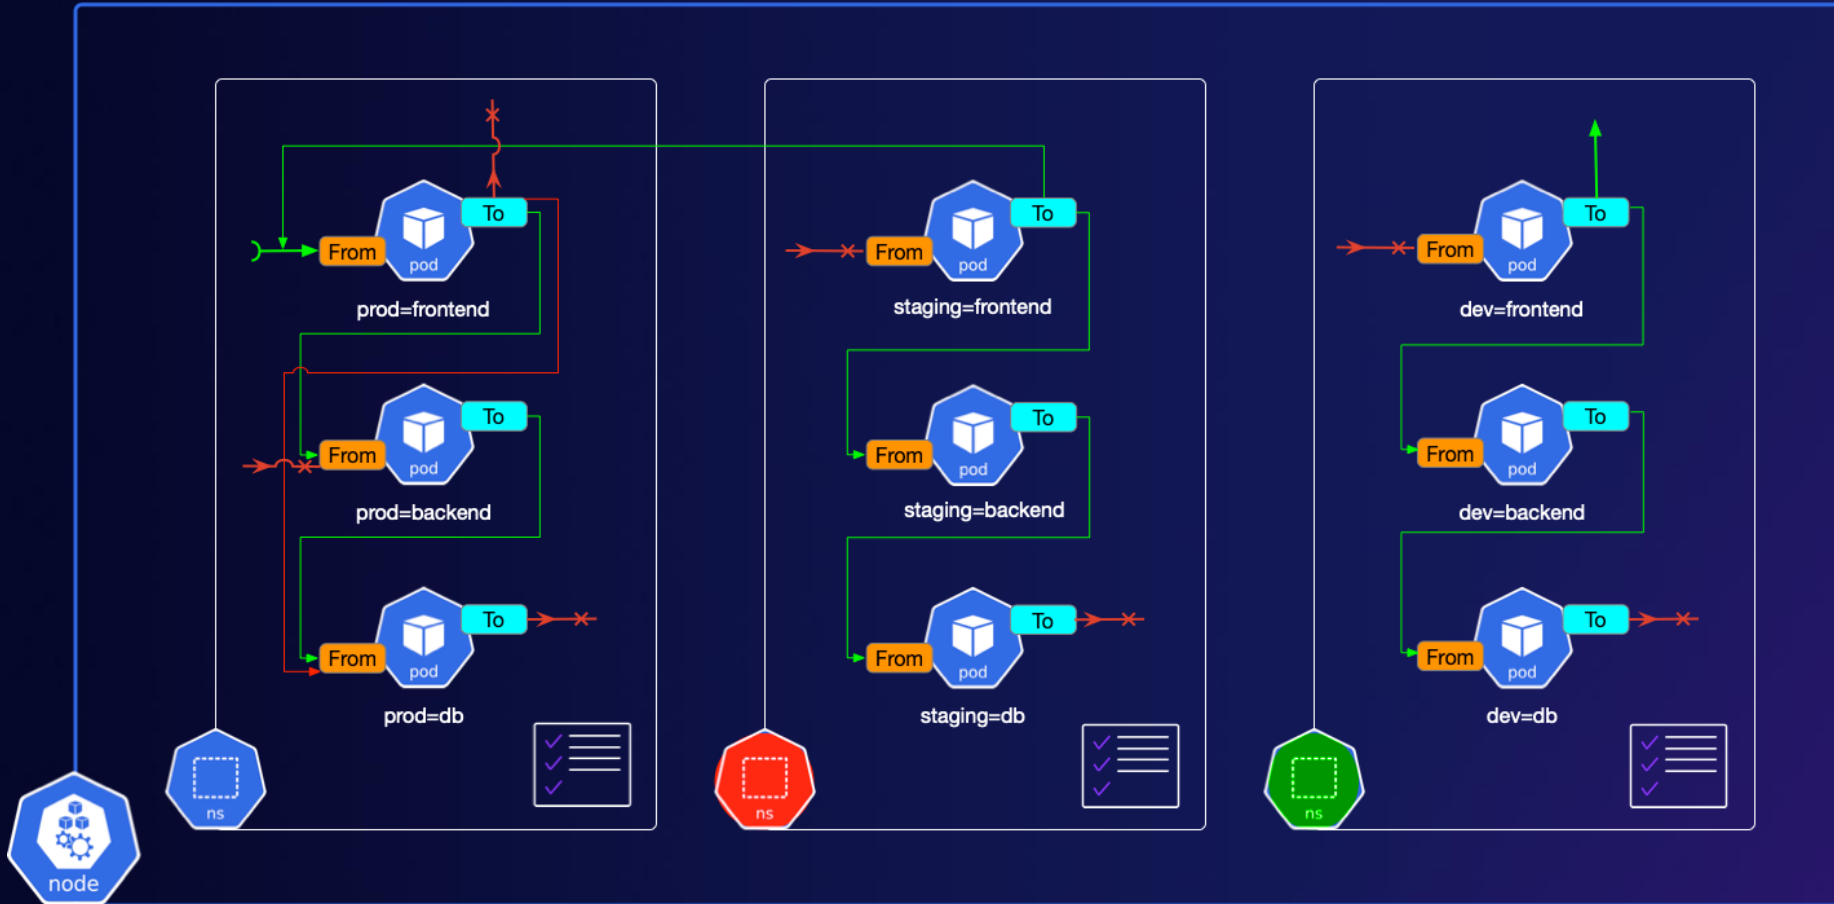 To
From
pod
prod=frontend
To
From
pod
prod=backend
To
From
pod
prod=db
ns
To
From
pod
staging=frontend
To
From
pod
staging=backend
To
From
pod
staging=db
ns
To
From
pod
dev=frontend
To
From
pod
dev=backend
To
From
pod
dev=db
ns
node